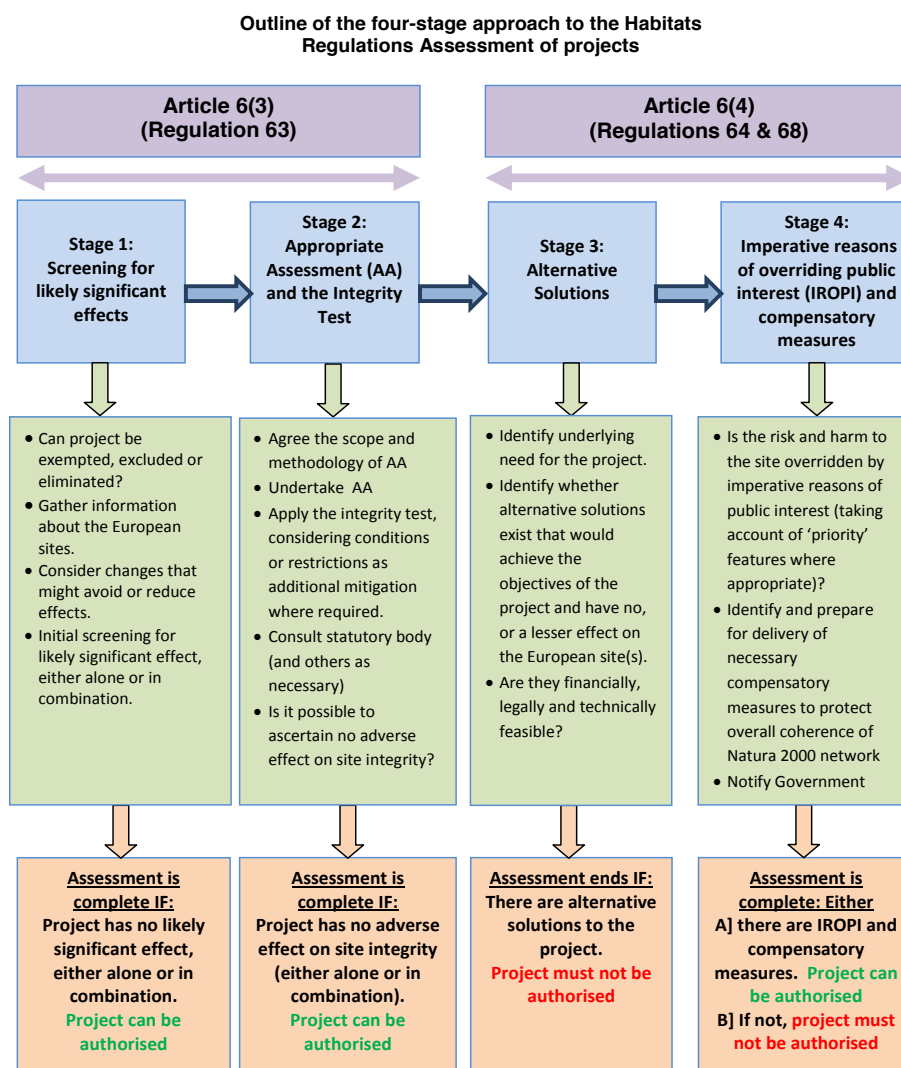 Outline of the four-stage approach to the Habitats
Regulations Assessment of projects
Article 6(3)
(Regulation 63)
Article 6(4)
(Regulations 64 & 68)
Stage 1:
Screening for
likely significant
effects
Stage 2:
Appropriate
Assessment (AA)
and the Integrity
Test
Stage 3:
Alternative
Solutions
Stage 4:
Imperative reasons
of overriding public
interest (IROPI) and
compensatory
measures
• Can project be
exempted, excluded or
eliminated?
• Gather information
about the European
sites.
• Consider changes that
might avoid or reduce
effects.
• Initial screening for
likely significant effect,
either alone or in
combination.
• Agree the scope and
methodology of AA
• Undertake AA
• Apply the integrity test,
considering conditions
or restrictions as
additional mitigation
where required.
• Consult statutory body
(and others as
necessary)
• Is it possible to
ascertain no adverse
effect on site integrity?
• Identify underlying
need for the project.
• Identify whether
alternative solutions
exist that would
achieve the
objectives of the
project and have no,
or a lesser effect on
the European site(s).
• Are they financially,
legally and technically
feasible?
• Is the risk and harm to
the site overridden by
imperative reasons of
public interest (taking
account of ‘priority’
features where
appropriate)?
• Identify and prepare
for delivery of
necessary
compensatory
measures to protect
overall coherence of
Natura 2000 network
• Notify Government
Assessment is
complete IF:
Project has no likely
significant effect,
either alone or in
combination.
Project can be
authorised
Assessment is
complete IF:
Project has no adverse
effect on site integrity
(either alone or in
combination).
Project can be
authorised
Assessment ends IF:
There are alternative
solutions to the
project.
Project must not be
authorised
Assessment is
complete: Either
A] there are IROPI and
compensatory
measures. Project can
be authorised
B] If not, project must
not be authorised